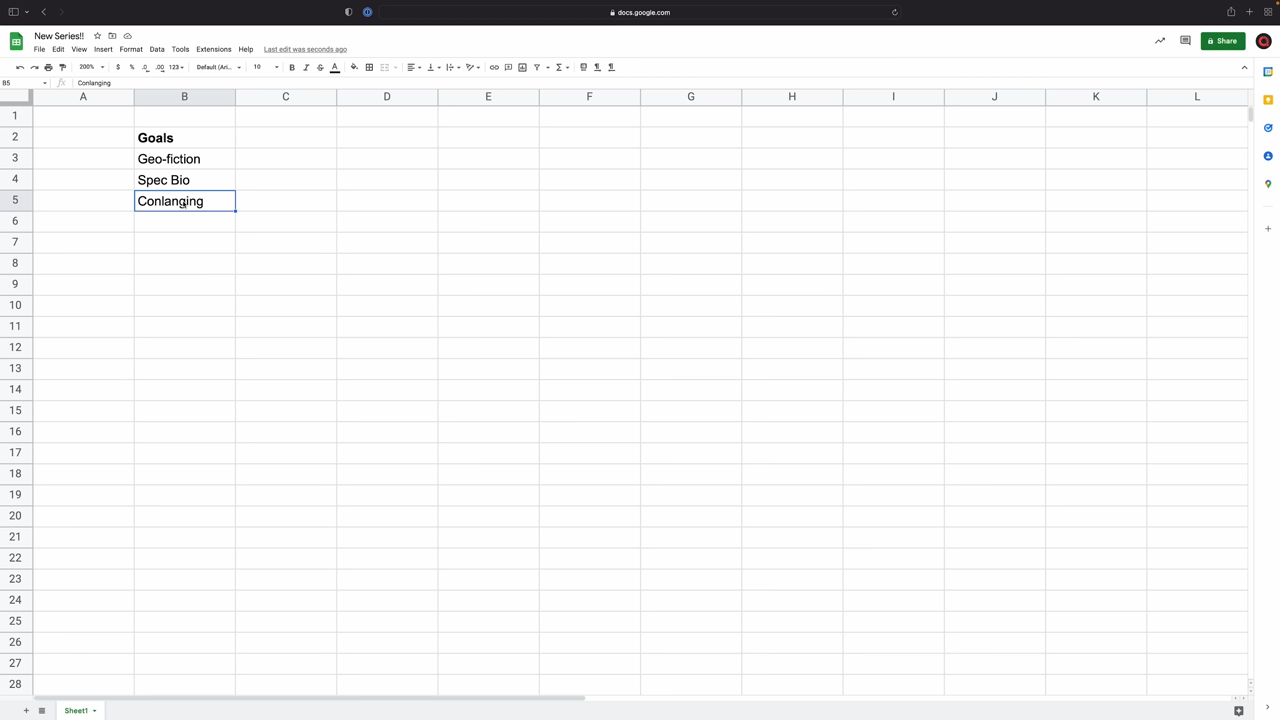 docs.google.com
New Series!!
File Edit View Insert Format Data Tools Extensions Help Last edit was seconds ago
Share
200% $ % .0 .00 123 Default (Ari... 10 B I S A
B5 fx Conlanging
A B C D E F G H I J K L
1
2 Goals
3 Geo-fiction
4 Spec Bio
5 Conlanging
6
7
8
9
10
11
12
13
14
15
16
17
18
19
20
21
22
23
24
25
26
27
28
Sheet1